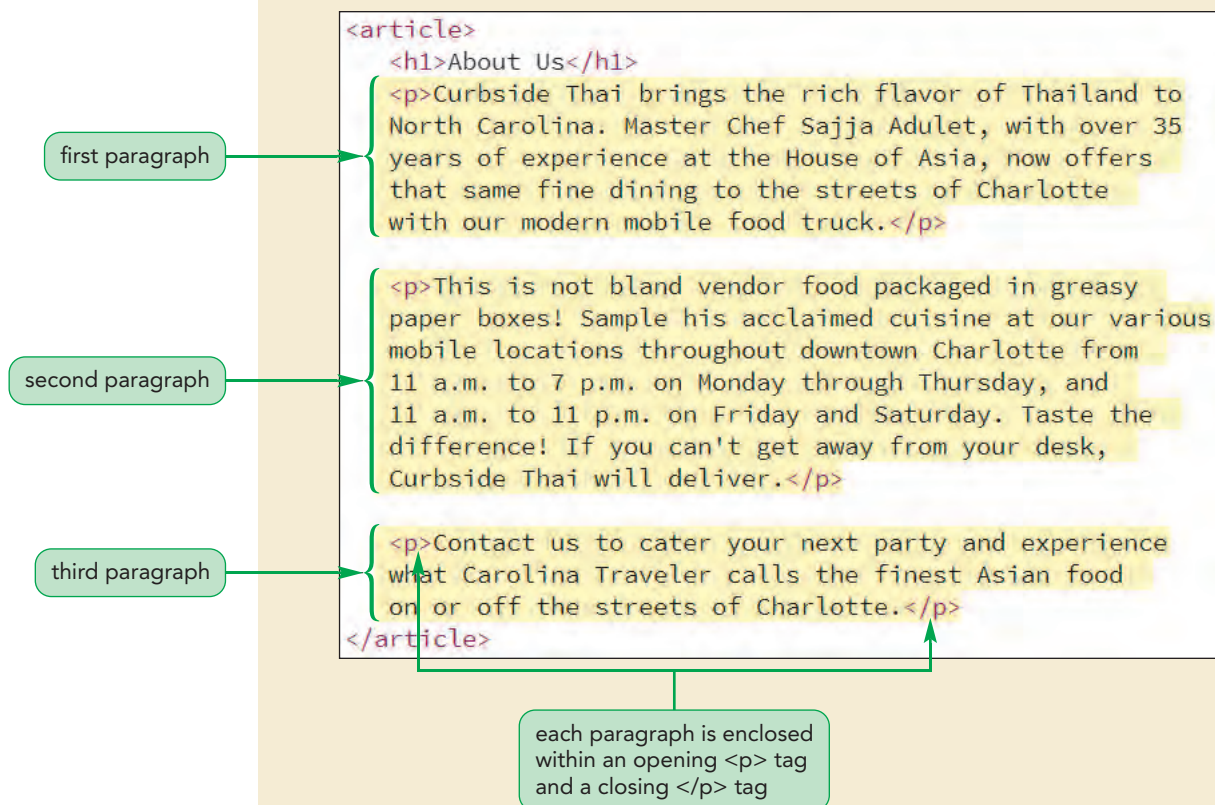 <article>
<h1>About Us</h1>
<p>Curbside Thai brings the rich flavor of Thailand to
North Carolina. Master Chef Sajja Adulet, with over 35
years of experience at the House of Asia, now offers
that same fine dining to the streets of Charlotte
with our modern mobile food truck.</p>
first paragraph
<p>This is not bland vendor food packaged in greasy
paper boxes! Sample his acclaimed cuisine at our various
mobile locations throughout downtown Charlotte from
11 a.m. to 7 p.m. on Monday through Thursday, and
11 a.m. to 11 p.m. on Friday and Saturday. Taste the
difference! If you can't get away from your desk,
Curbside Thai will deliver.</p>
second paragraph
<p>Contact us to cater your next party and experience
what Carolina Traveler calls the finest Asian food
on or off the streets of Charlotte.</p>
third paragraph
</article>
each paragraph is enclosed
within an opening <p> tag
and a closing </p> tag